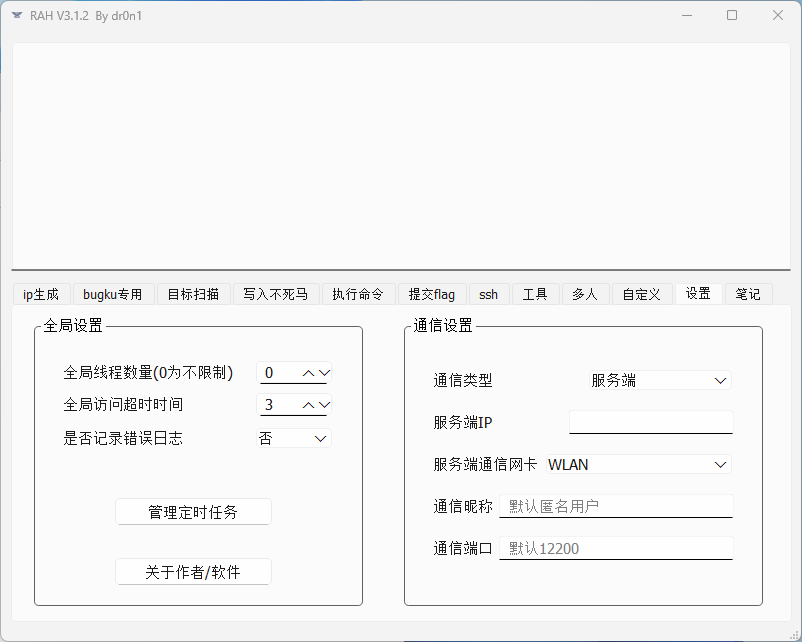 RAH V3.1.2 By dr0n1
ip生成 bugku专用 目标扫描 写入不死马 执行命令 提交flag ssh 工具 多人 自定义 设置 笔记
全局设置
全局线程数量(0为不限制) 0
全局访问超时时间 3
是否记录错误日志 否
管理定时任务
关于作者/软件
通信设置
通信类型 服务端
服务端IP
服务端通信网卡 WLAN
通信昵称 默认匿名用户
通信端口 默认12200